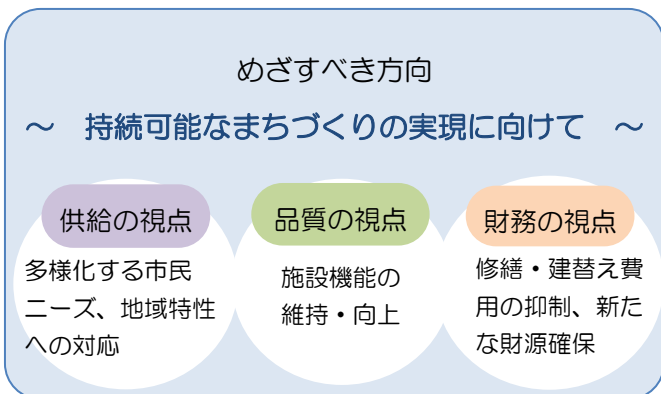 めざすべき方向
～　持続可能なまちづくりの実現に向けて　～
供給の視点
多様化する市民
ニーズ、地域特性
への対応
品質の視点
施設機能の
維持・向上
財務の視点
修繕・建替え費
用の抑制、新た
な財源確保